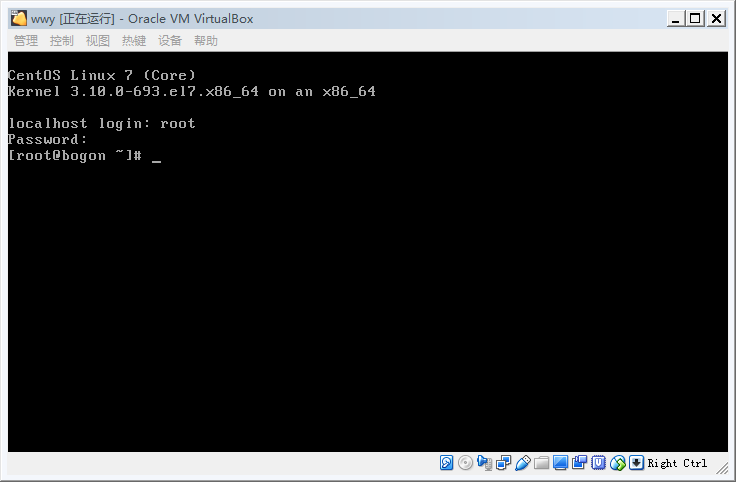 wwy [正在运行] - Oracle VM VirtualBox
管理 控制 视图 热键 设备 帮助
CentOS Linux 7 (Core)
Kernel 3.10.0-693.el7.x86_64 on an x86_64
localhost login: root
Password:
[root@bogon ~]# _
Right Ctrl